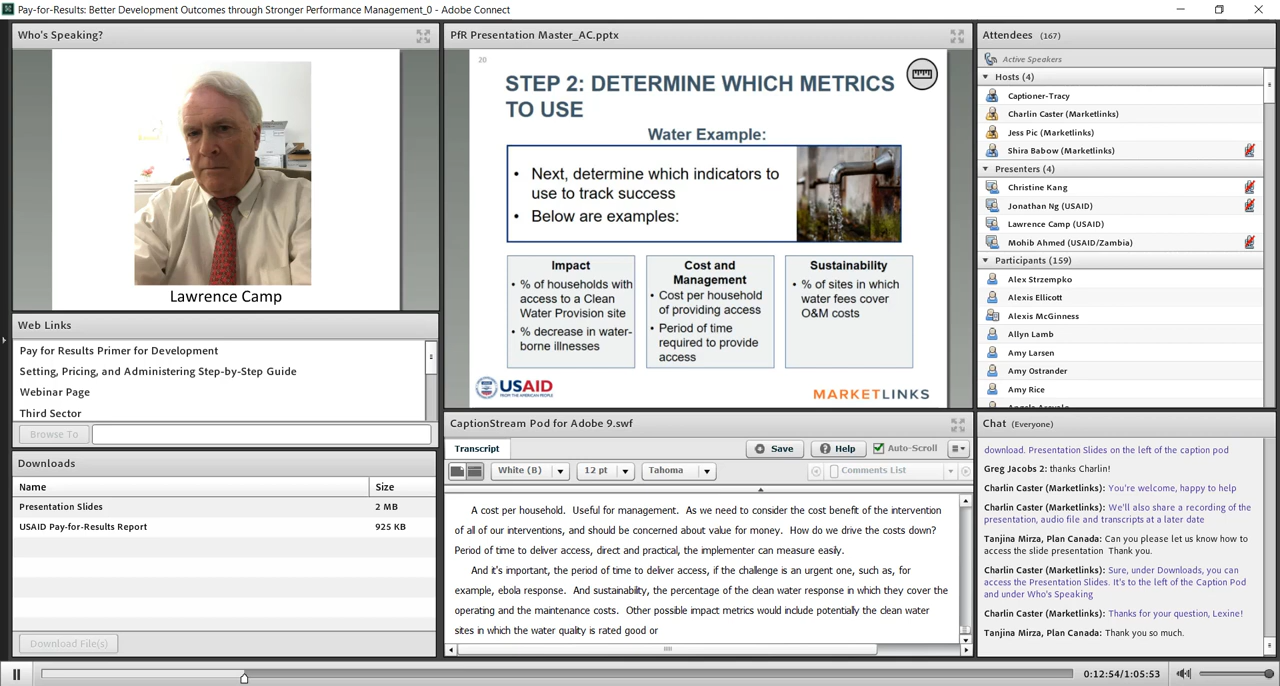 Pay-for-Results: Better Development Outcomes through Stronger Performance Management_0 - Adobe Connect
Who's Speaking?
Lawrence Camp
Web Links
Pay for Results Primer for Development
Setting, Pricing, and Administering Step-by-Step Guide
Webinar Page
Third Sector
Browse To
Downloads
Name Size
Presentation Slides 2 MB
USAID Pay-for-Results Report 925 KB
Download File(s)
PfR Presentation Master_AC.pptx
20
STEP 2: DETERMINE WHICH METRICS
TO USE
Water Example:
• Next, determine which indicators to
use to track success
• Below are examples:
Impact
• % of households with
access to a Clean
Water Provision site
• % decrease in water-
borne illnesses
Cost and
Management
• Cost per household
of providing access
• Period of time
required to provide
access
Sustainability
• % of sites in which
water fees cover
O&M costs
USAID
FROM THE AMERICAN PEOPLE
MARKETLINKS
CaptionStream Pod for Adobe 9.swf
Transcript
Save
Help
Auto-Scroll
White (B)
12 pt
Tahoma
Comments List
A cost per household. Useful for management. As we need to consider the cost benefit of the intervention
of all of our interventions, and should be concerned about value for money. How do we drive the costs down?
Period of time to deliver access, direct and practical, the implementer can measure easily.
And it's important, the period of time to deliver access, if the challenge is an urgent one, such as, for
example, ebola response. And sustainability, the percentage of the clean water response in which they cover the
operating and the maintenance costs. Other possible impact metrics would include potentially the clean water
sites in which the water quality is rated good or
Attendees (167)
Active Speakers
Hosts (4)
Captioner-Tracy
Charlin Caster (Marketlinks)
Jess Pic (Marketlinks)
Shira Babow (Marketlinks)
Presenters (4)
Christine Kang
Jonathan Ng (USAID)
Lawrence Camp (USAID)
Mohib Ahmed (USAID/Zambia)
Participants (159)
Alex Strzempko
Alexis Ellicott
Alexis McGinness
Allyn Lamb
Amy Larsen
Amy Ostrander
Amy Rice
Chat (Everyone)
download. Presentation Slides on the left of the caption pod
Greg Jacobs 2: thanks Charlin!
Charlin Caster (Marketlinks): You're welcome, happy to help
Charlin Caster (Marketlinks): We'll also share a recording of the
presentation, audio file and transcripts at a later date
Tanjina Mirza, Plan Canada: Can you please let us know how to
access the slide presentation Thank you.
Charlin Caster (Marketlinks): Sure, under Downloads, you can
access the Presentation Slides. It's to the left of the Caption Pod
and under Who's Speaking
Charlin Caster (Marketlinks): Thanks for your question, Lexine!
Tanjina Mirza, Plan Canada: Thank you so much.
0:12:54/1:05:53